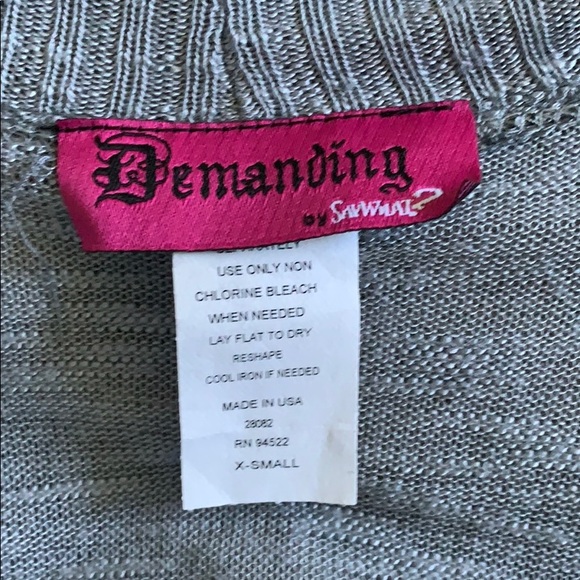 Demanding
by SAYWHAT?
SEPARATELY
USE ONLY NON
CHLORINE BLEACH
WHEN NEEDED
LAY FLAT TO DRY
RESHAPE
COOL IRON IF NEEDED
MADE IN USA
28082
RN 94522
X-SMALL